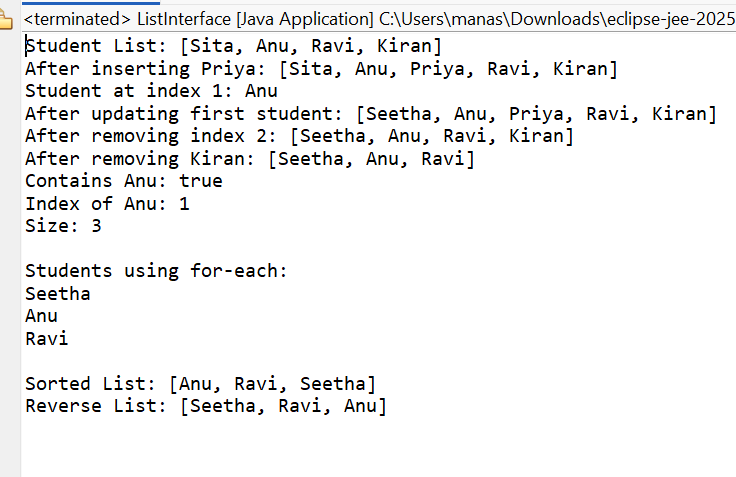 <terminated> ListInterface [Java Application] C:\Users\manas\Downloads\eclipse-jee-2025
Student List: [Sita, Anu, Ravi, Kiran]
After inserting Priya: [Sita, Anu, Priya, Ravi, Kiran]
Student at index 1: Anu
After updating first student: [Seetha, Anu, Priya, Ravi, Kiran]
After removing index 2: [Seetha, Anu, Ravi, Kiran]
After removing Kiran: [Seetha, Anu, Ravi]
Contains Anu: true
Index of Anu: 1
Size: 3

Students using for-each:
Seetha
Anu
Ravi

Sorted List: [Anu, Ravi, Seetha]
Reverse List: [Seetha, Ravi, Anu]